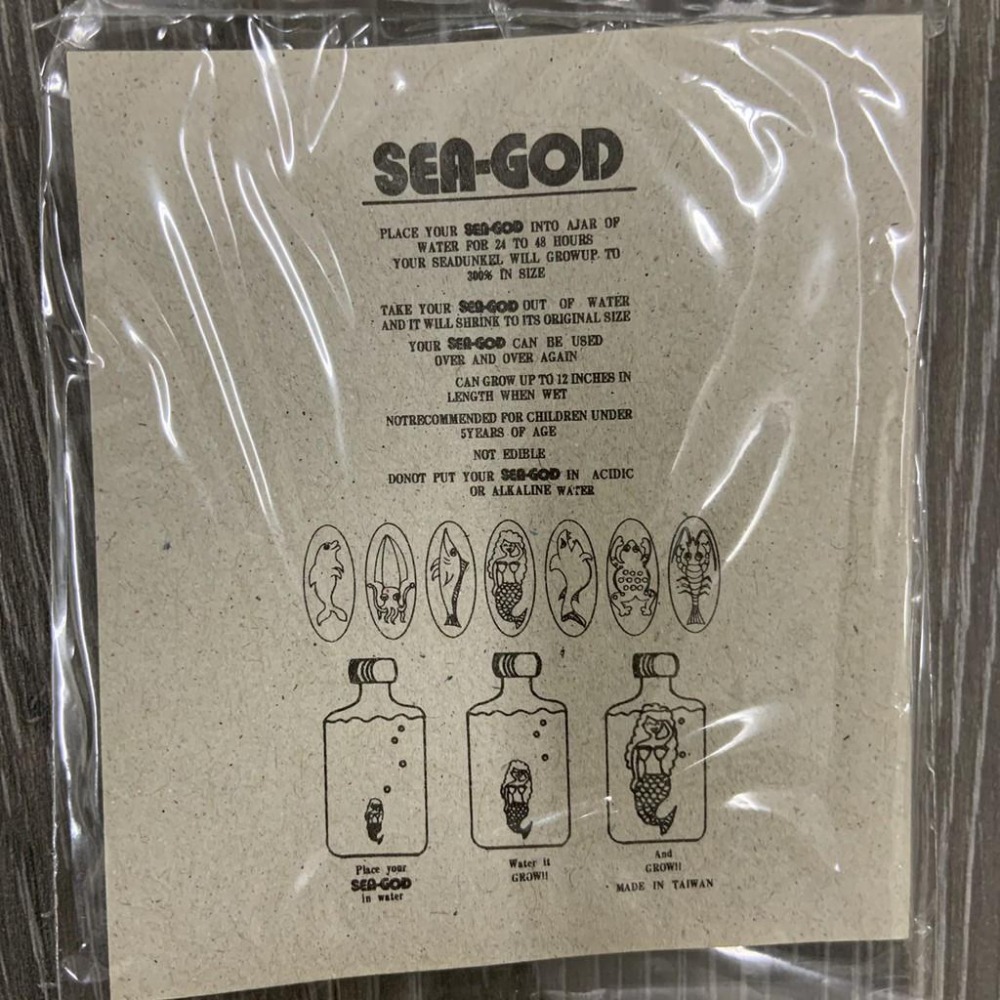 SEA-GOD
PLACE YOUR SEA-GOD INTO AJAR OF
WATER FOR 24 TO 48 HOURS
YOUR SEADUNKEL WILL GROWUP TO
300% IN SIZE
TAKE YOUR SEA-GOD OUT OF WATER
AND IT WILL SHRINK TO ITS ORIGINAL SIZE
YOUR SEA-GOD CAN BE USED
OVER AND OVER AGAIN
CAN GROW UP TO 12 INCHES IN
LENGTH WHEN WET
NOTRECOMMENDED FOR CHILDREN UNDER
5YEARS OF AGE
NOT EDIBLE
DONOT PUT YOUR SEA-GOD IN ACIDIC
OR ALKALINE WATER
Place your
SEA-GOD
in water
Water it
GROW!!
And
GROW!!
MADE IN TAIWAN